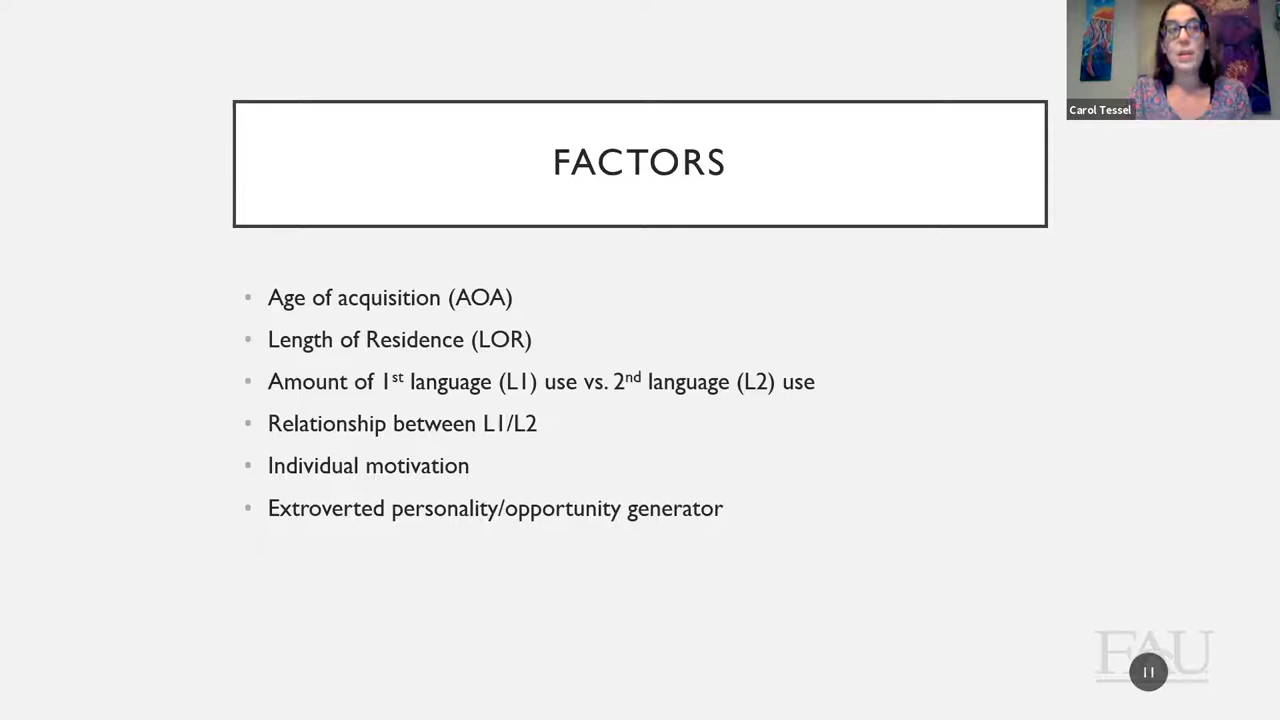 Carol Tessel
FACTORS
• Age of acquisition (AOA)
• Length of Residence (LOR)
• Amount of 1st language (L1) use vs. 2nd language (L2) use
• Relationship between L1/L2
• Individual motivation
• Extroverted personality/opportunity generator
FAU
11